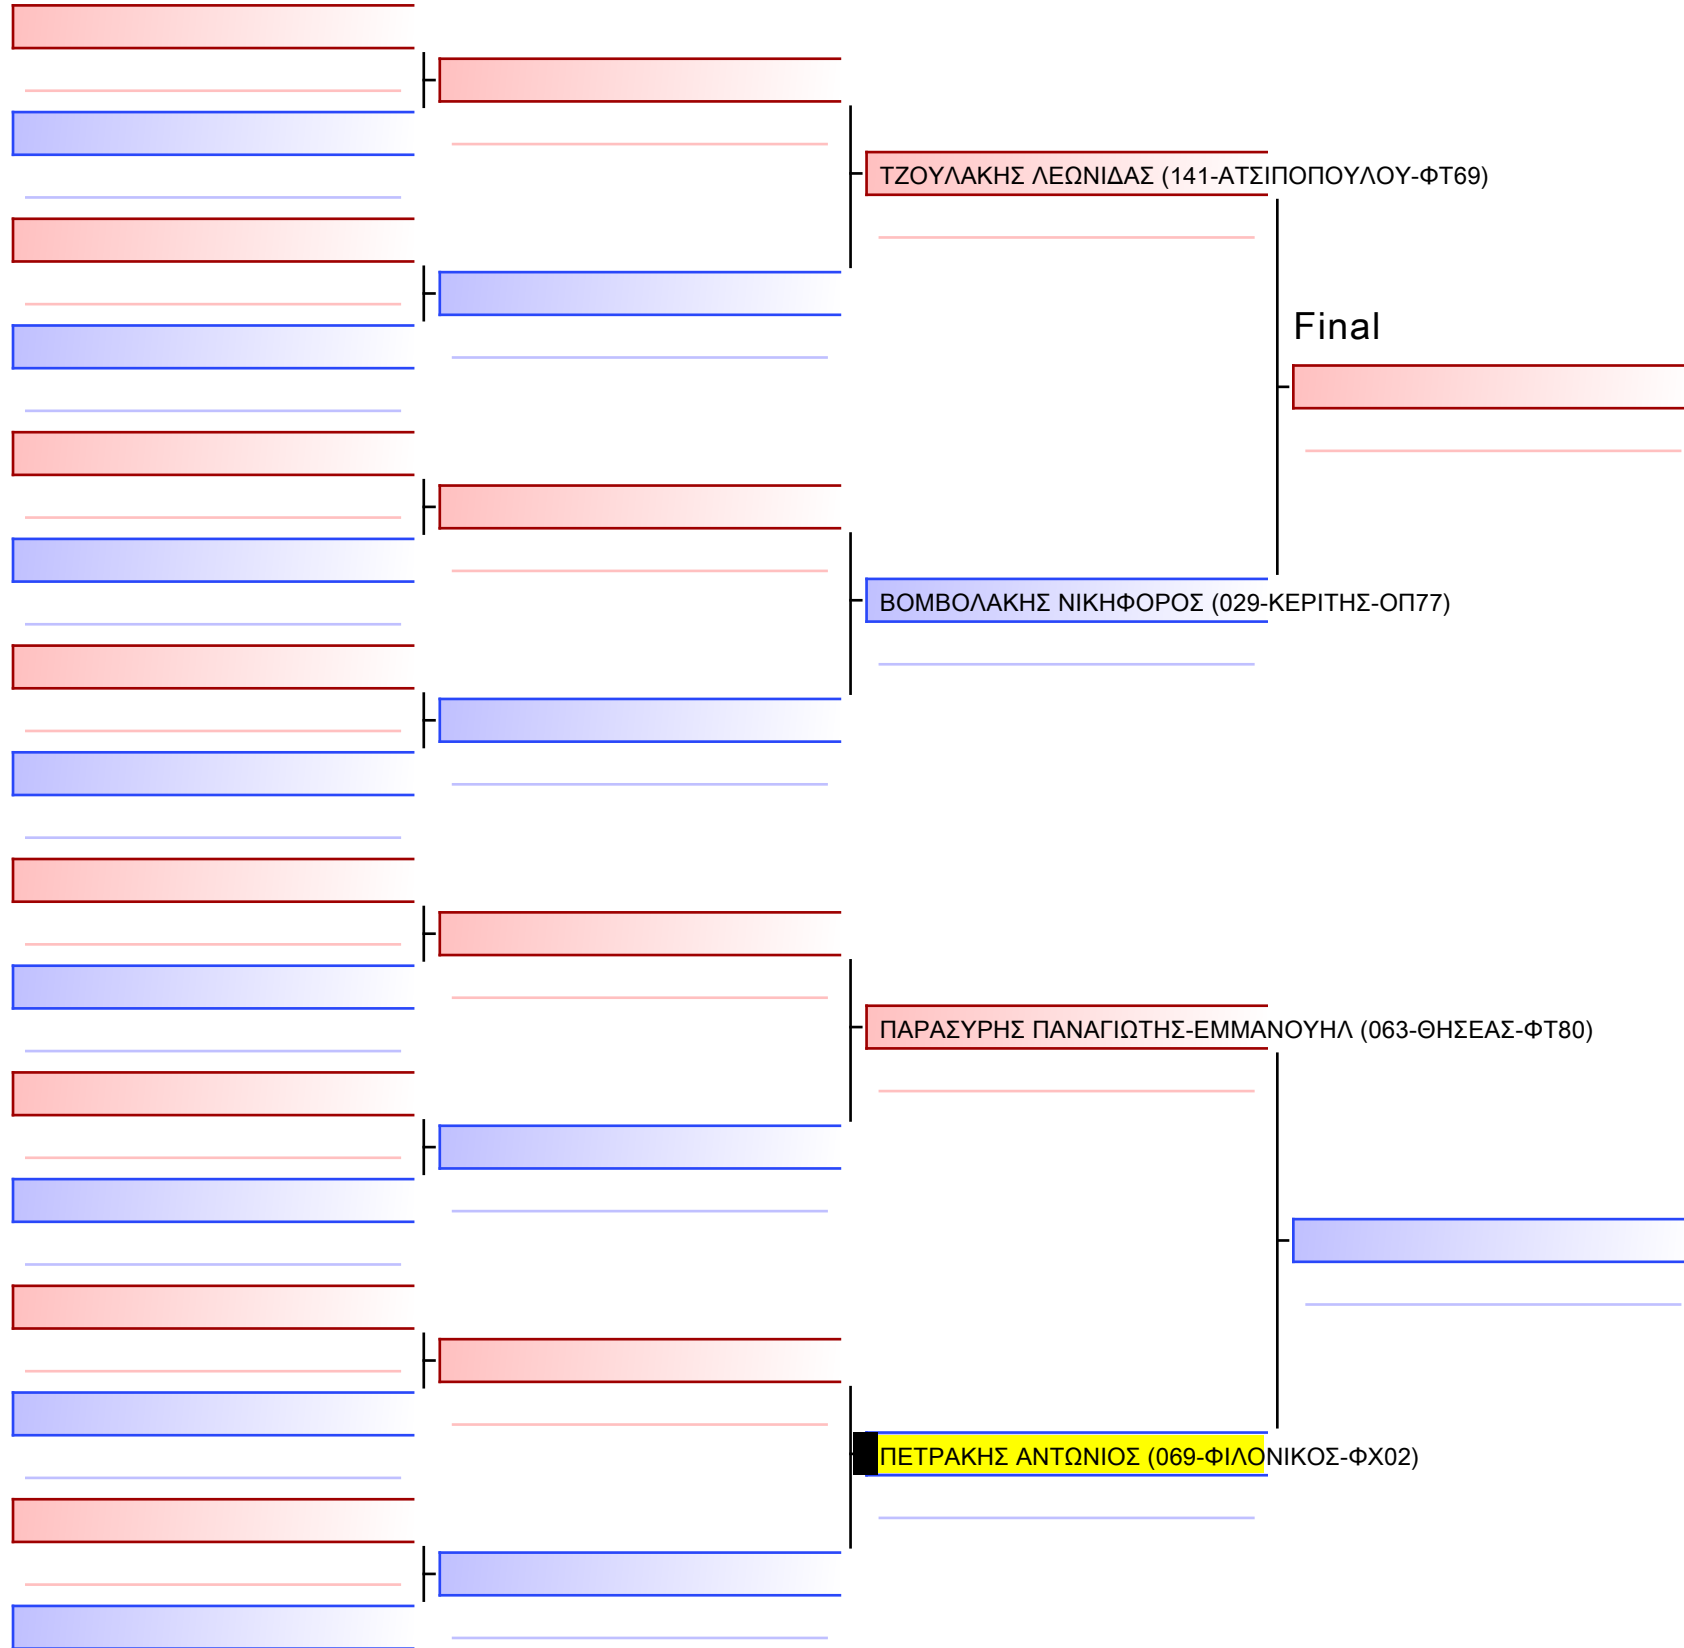 ΤΖΟΥΛΑΚΗΣ ΛΕΩΝΙΔΑΣ (141-ΑΤΣΙΠΟΠΟΥΛΟΥ-ΦΤ69)
Final
ΒΟΜΒΟΛΑΚΗΣ ΝΙΚΗΦΟΡΟΣ (029-ΚΕΡΙΤΗΣ-ΟΠ77)
ΠΑΡΑΣΥΡΗΣ ΠΑΝΑΓΙΩΤΗΣ-ΕΜΜΑΝΟΥΗΛ (063-ΘΗΣΕΑΣ-ΦΤ80)
ΠΕΤΡΑΚΗΣ ΑΝΤΩΝΙΟΣ (069-ΦΙΛΟΝΙΚΟΣ-ΦΧ02)